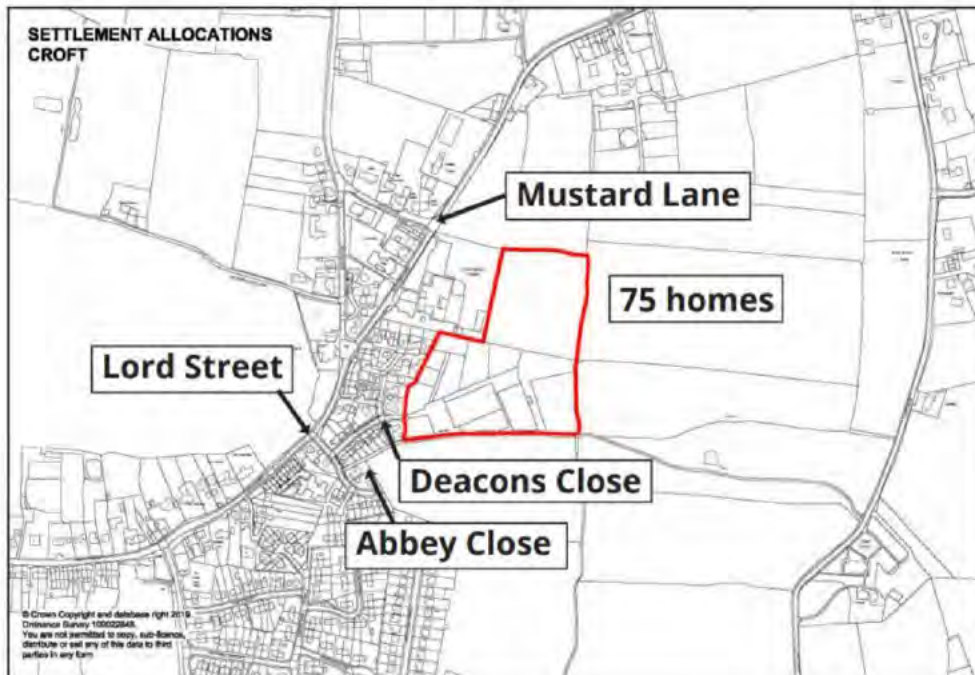 SETTLEMENT ALLOCATIONS
CROFT
Mustard Lane
75 homes
Lord Street
Deacons Close
Abbey Close
© Crown Copyright and database right 2019
Ordnance Survey 100022848.
You are not permitted to copy, sub-licence,
distribute or sell any of this data to third
parties in any form